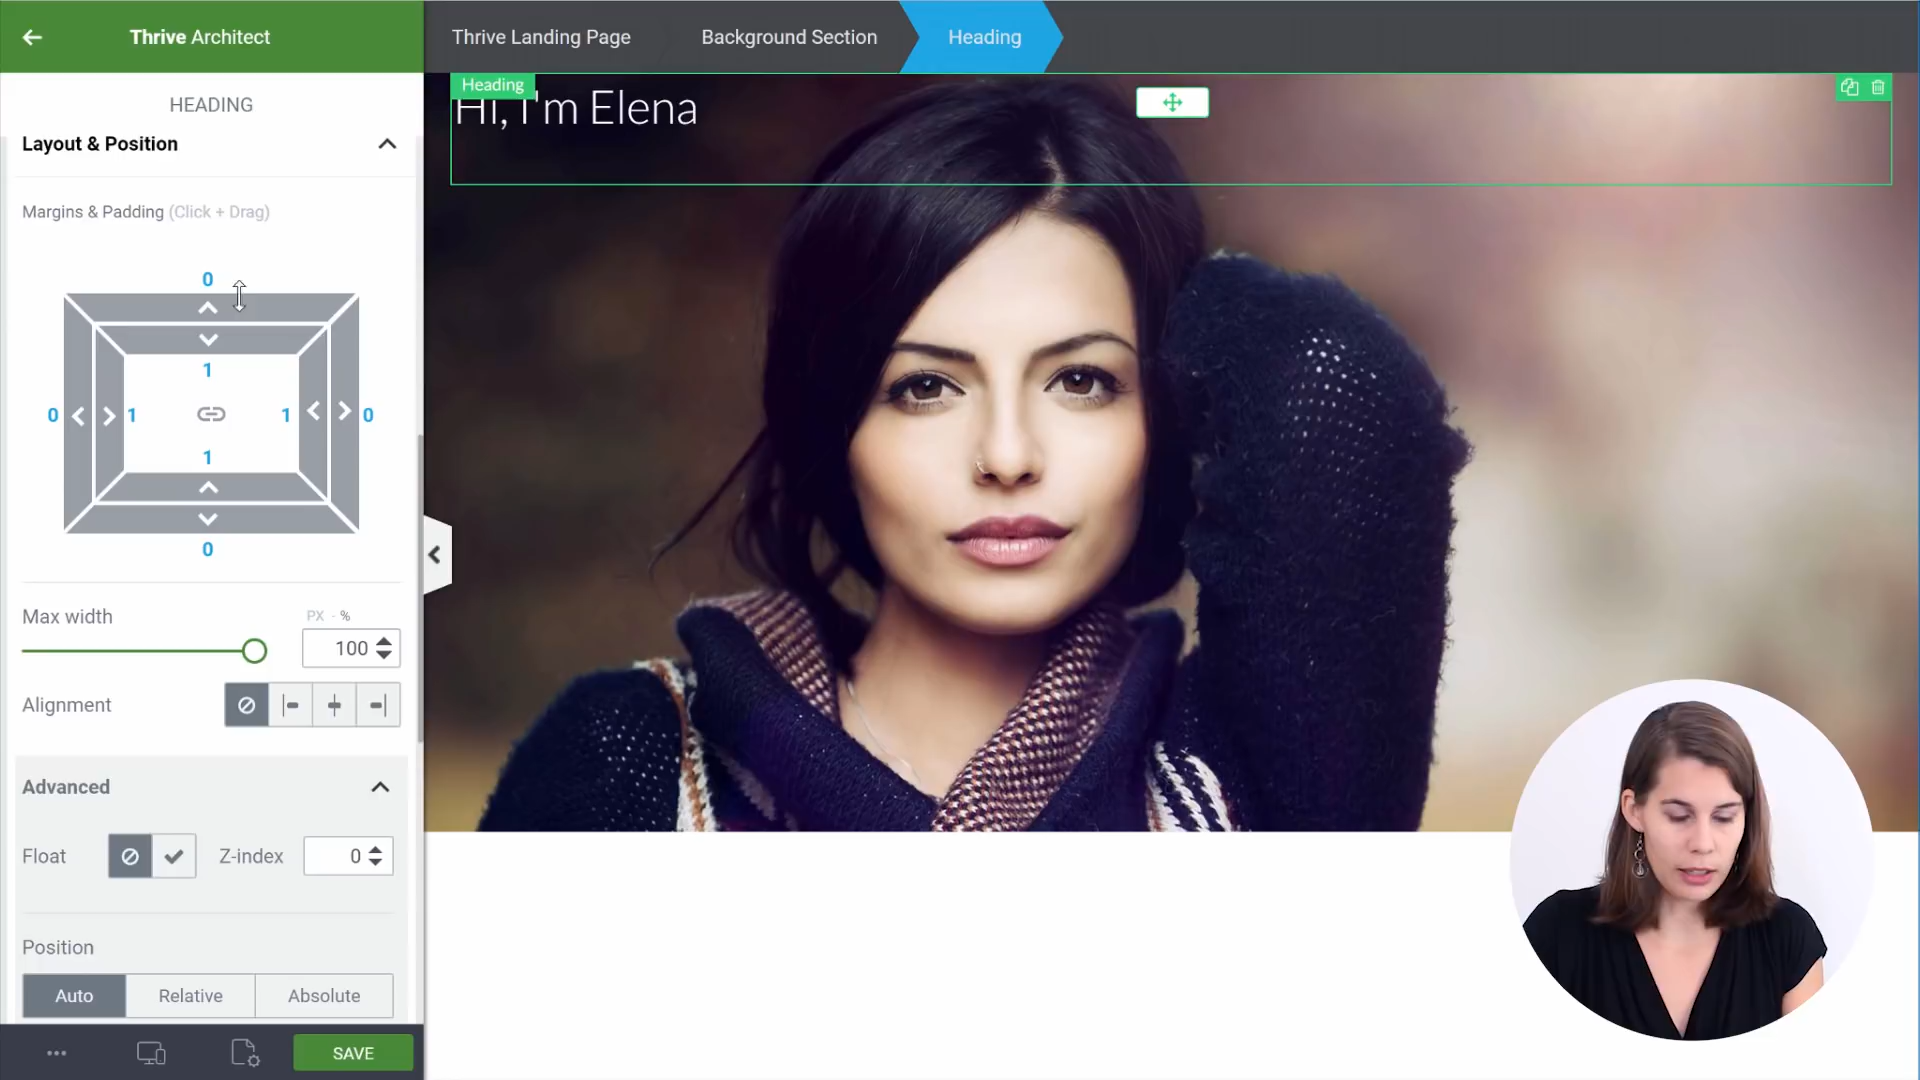 Thrive Architect
Thrive Landing Page
Background Section
Heading
HEADING
Layout & Position
Margins & Padding (Click + Drag)
0
1
0
1
1
0
1
0
Max width
PX - %
100
Alignment
Advanced
Float
Z-index
0
Position
Auto
Relative
Absolute
SAVE
Heading
Hi, I'm Elena